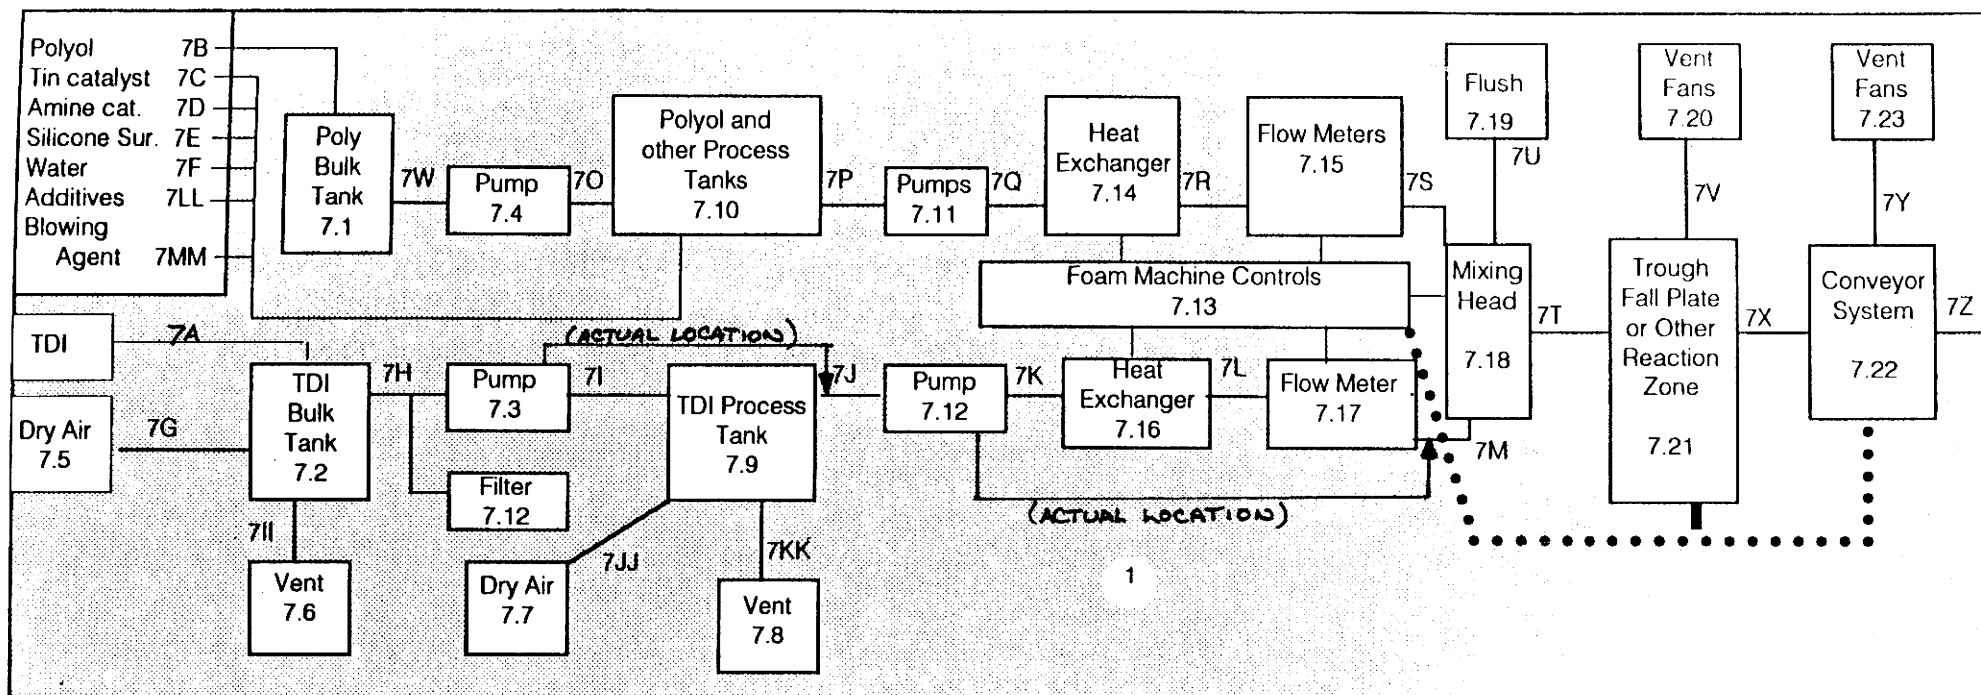 Polyol 7B
Tin catalyst 7C
Amine cat. 7D
Silicone Sur. 7E
Water 7F
Additives 7LL
Blowing
Agent 7MM
Poly
Bulk
Tank
7.1
7W
Pump
7.4
7O
Polyol and
other Process
Tanks
7.10
7P
Pumps
7.11
7Q
Heat
Exchanger
7.14
7R
Flow Meters
7.15
7S
Flush
7.19
7U
Vent
Fans
7.20
7V
Vent
Fans
7.23
7Y
Foam Machine Controls
7.13
Mixing
Head
7.18
7T
Trough
Fall Plate
or Other
Reaction
Zone
7.21
7X
Conveyor
System
7.22
7Z
TDI
7A
Dry Air
7.5
7G
TDI
Bulk
Tank
7.2
7H
Pump
7.3
7I
(ACTUAL LOCATION)
TDI Process
Tank
7.9
7J
Pump
7.12
7K
Heat
Exchanger
7.16
7L
Flow Meter
7.17
7M
Filter
7.12
(ACTUAL LOCATION)
7II
Vent
7.6
Dry Air
7.7
7JJ
7KK
Vent
7.8
1